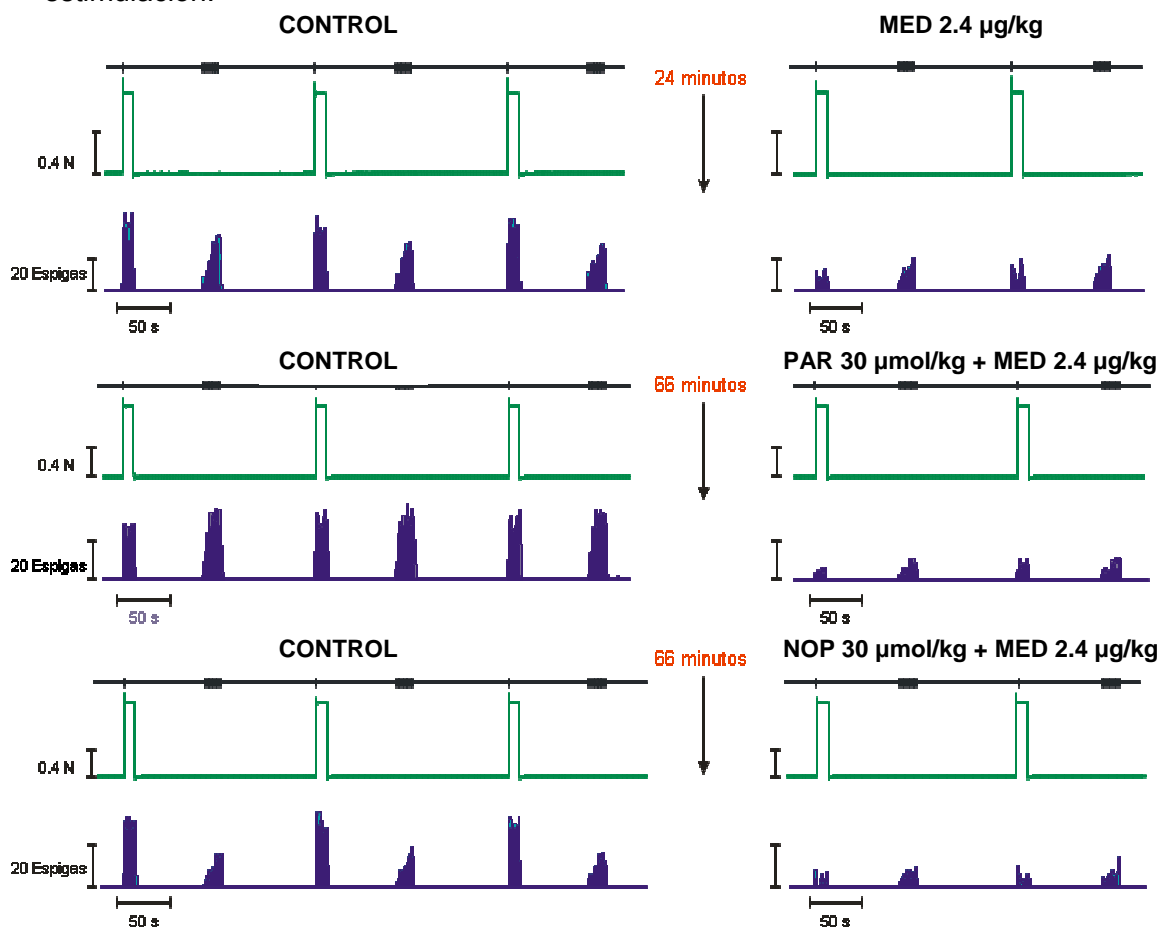 estimulación.
CONTROL
MED 2.4 µg/kg
24 minutos
0.4 N
20 Espigas
50 s
50 s
CONTROL
66 minutos
PAR 30 µmol/kg + MED 2.4 µg/kg
0.4 N
20 Espigas
50 s
50 s
CONTROL
66 minutos
NOP 30 µmol/kg + MED 2.4 µg/kg
0.4 N
20 Espigas
50 s
50 s